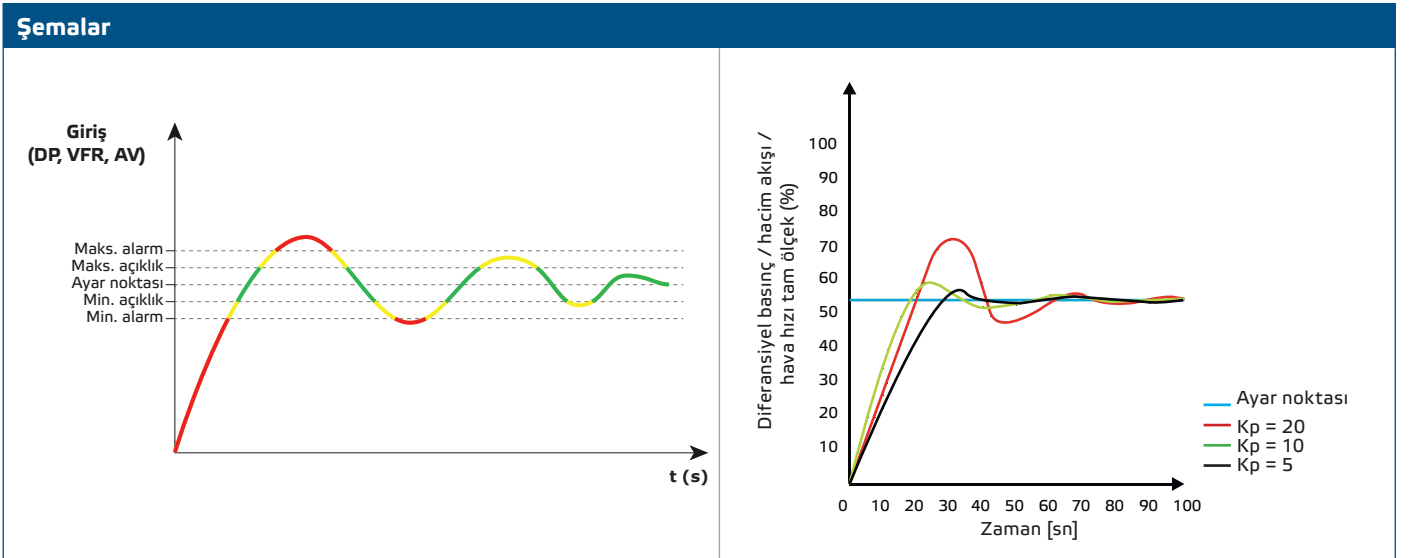 Şemalar
Giriş
(DP, VFR, AV)
Maks. alarm
Maks. açıklık
Ayar noktası
Min. açıklık
Min. alarm
t (s)
Diferansiyel basınç / hacim akışı /
hava hızı tam ölçek (%)
100
90
80
70
60
50
40
30
20
10
0 10 20 30 40 50 60 70 80 90 100
Zaman [sn]
Ayar noktası
Kp = 20
Kp = 10
Kp = 5